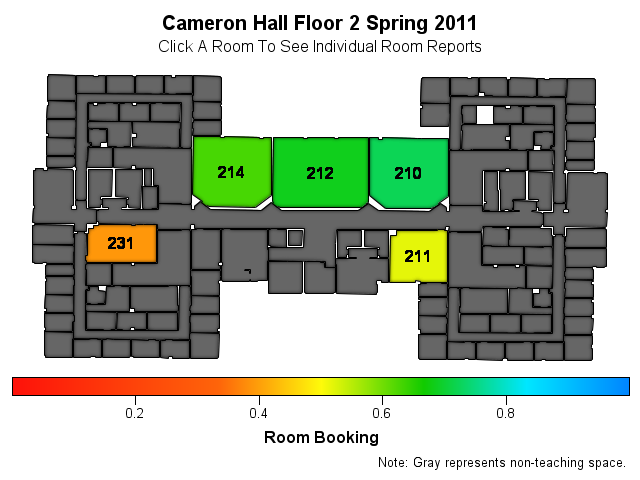 Cameron Hall Floor 2 Spring 2011
Click A Room To See Individual Room Reports
214
212
210
231
211
0.2
0.4
0.6
0.8
Room Booking
Note: Gray represents non-teaching space.